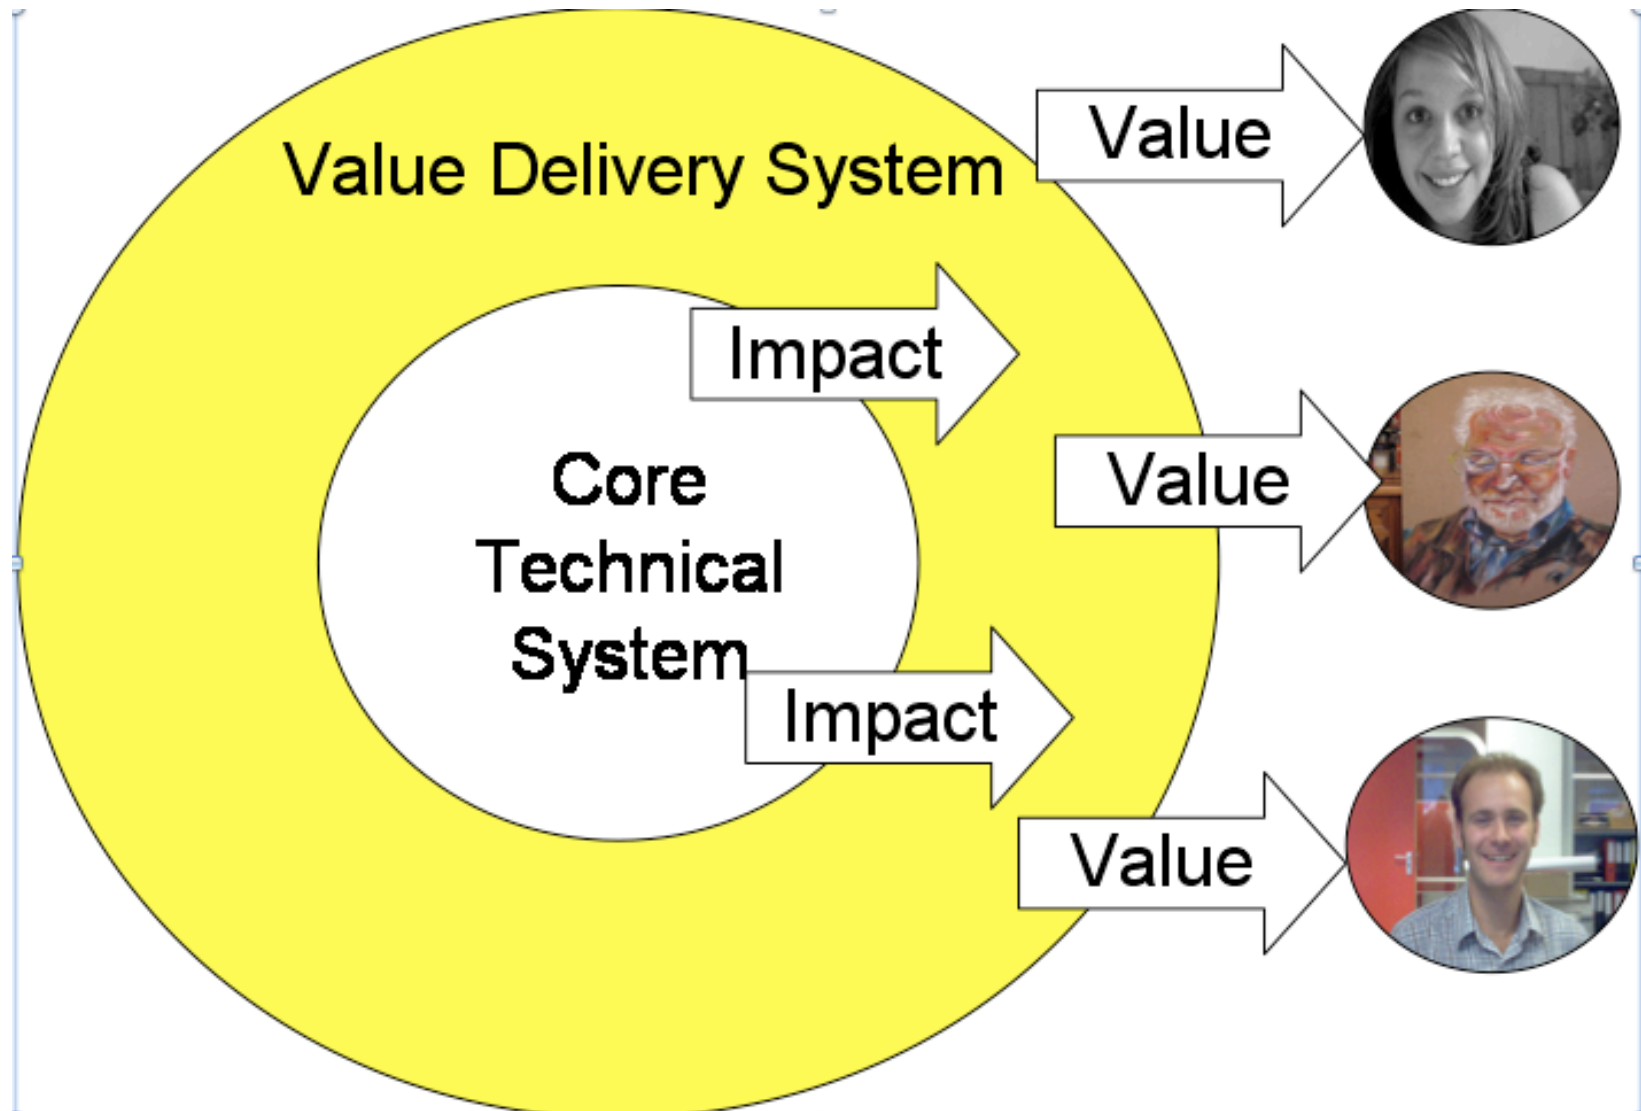 Value
Value Delivery System
Impact
Value
Core
Technical
System
Impact
Value